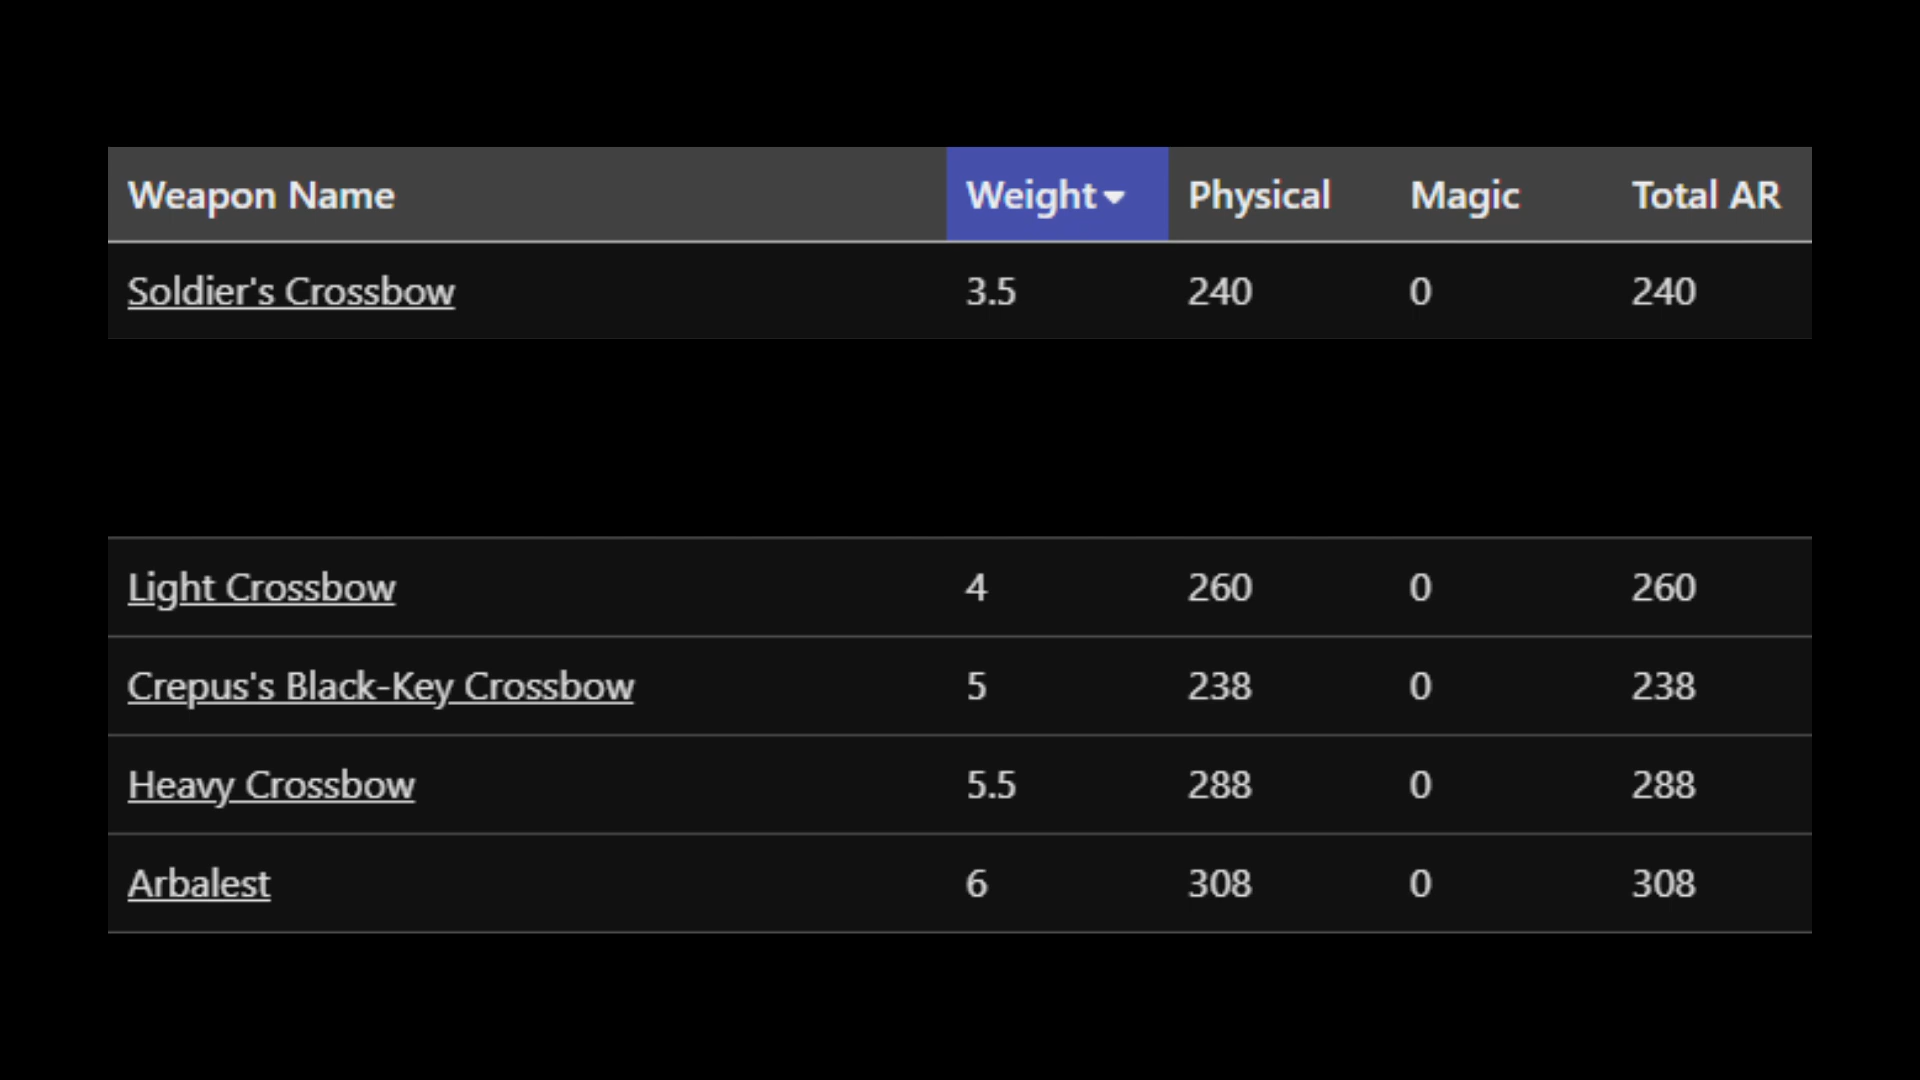 Weapon Name Weight Physical Magic Total AR
Soldier's Crossbow 3.5 240 0 240
Light Crossbow 4 260 0 260
Crepus's Black-Key Crossbow 5 238 0 238
Heavy Crossbow 5.5 288 0 288
Arbalest 6 308 0 308